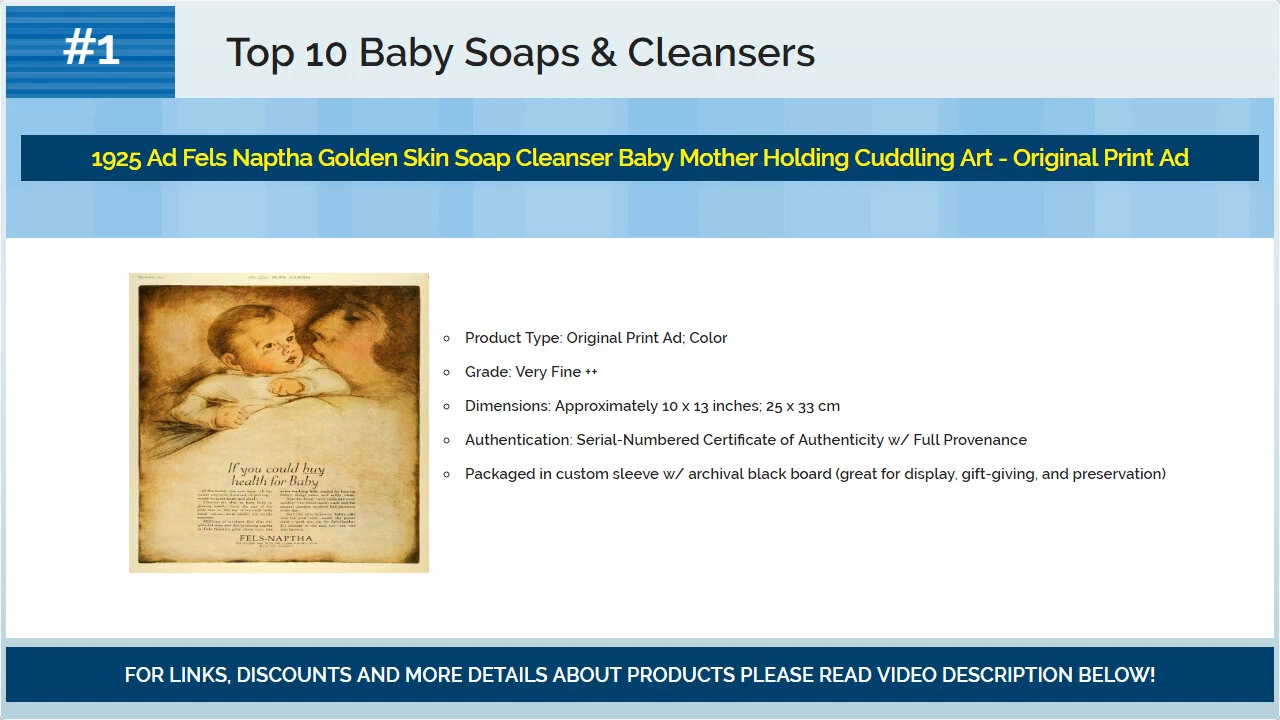 #1
Top 10 Baby Soaps & Cleansers
1925 Ad Fels Naptha Golden Skin Soap Cleanser Baby Mother Holding Cuddling Art - Original Print Ad
If you could buy
health for Baby
FELS-NAPTHA
◦ Product Type: Original Print Ad; Color
◦ Grade: Very Fine ++
◦ Dimensions: Approximately 10 x 13 inches; 25 x 33 cm
◦ Authentication: Serial-Numbered Certificate of Authenticity w/ Full Provenance
◦ Packaged in custom sleeve w/ archival black board (great for display, gift-giving, and preservation)
FOR LINKS, DISCOUNTS AND MORE DETAILS ABOUT PRODUCTS PLEASE READ VIDEO DESCRIPTION BELOW!